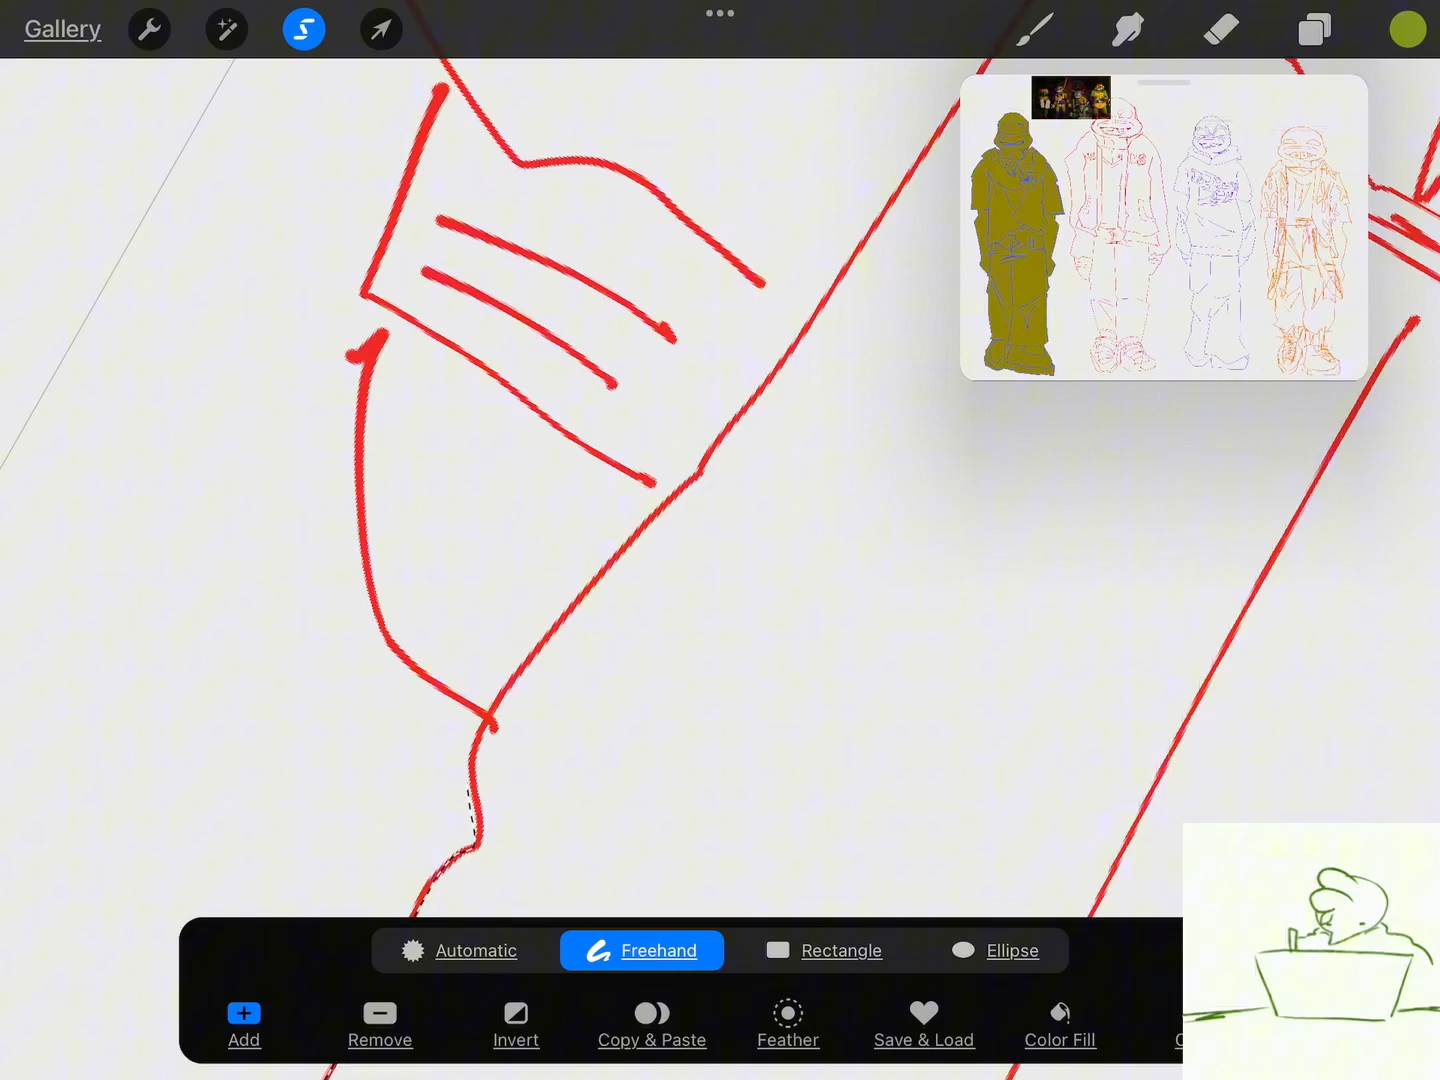 Gallery
Automatic Freehand Rectangle Ellipse
Add Remove Invert Copy & Paste Feather Save & Load Color Fill